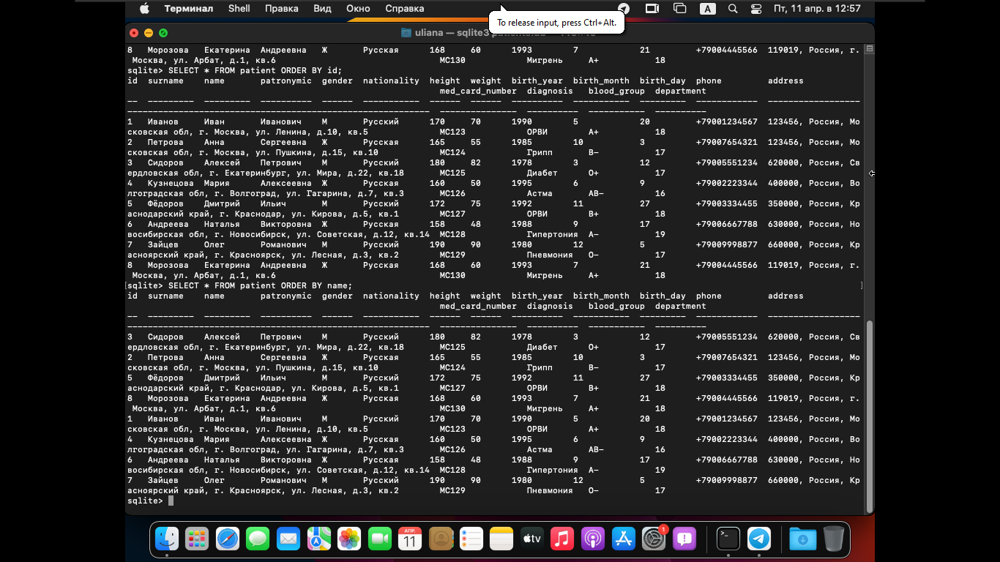 Терминал Shell Правка Вид Окно Справка A Пт, 11 апр. в 12:57
To release input, press Ctrl+Alt.
uliana — sqlite3
8 Морозова Екатерина Андреевна Ж Русская 168 60 1993 7 21 +79004445566 119019, Россия, г.
Москва, ул. Арбат, д.1, кв.6 МС130 Мигрень A+ 18
sqlite> SELECT * FROM patient ORDER BY id;
id surname name patronymic gender nationality height weight birth_year birth_month birth_day phone address
med_card_number diagnosis blood_group department
1 Иванов Иван Иванович М Русский 170 70 1990 5 20 +79001234567 123456, Россия, Мо
сковская обл, г. Москва, ул. Ленина, д.10, кв.5 МС123 ОРВИ A+ 18
2 Петрова Анна Сергеевна Ж Русская 165 55 1985 10 3 +79007654321 123456, Россия, Мо
сковская обл, г. Москва, ул. Пушкина, д.15, кв.10 МС124 Грипп B- 17
3 Сидоров Алексей Петрович М Русский 180 82 1978 3 12 +79005551234 620000, Россия, Св
ердловская обл, г. Екатеринбург, ул. Мира, д.22, кв.18 МС125 Диабет O+ 17
4 Кузнецова Мария Алексеевна Ж Русская 160 50 1995 6 9 +79002223344 400000, Россия, Во
лгоградская обл, г. Волгоград, ул. Гагарина, д.7, кв.3 МС126 Астма AB- 16
5 Фёдоров Дмитрий Ильич М Русский 172 75 1992 11 27 +79003334455 350000, Россия, Кр
аснодарский край, г. Краснодар, ул. Кирова, д.5, кв.1 МС127 ОРВИ B+ 18
6 Андреева Наталья Викторовна Ж Русская 158 48 1988 9 17 +79006667788 630000, Россия, Но
восибирская обл, г. Новосибирск, ул. Советская, д.12, кв.14 МС128 Гипертония A- 19
7 Зайцев Олег Романович М Русский 190 90 1980 12 5 +79009998877 660000, Россия, Кр
асноярский край, г. Красноярск, ул. Лесная, д.3, кв.2 МС129 Пневмония O- 17
8 Морозова Екатерина Андреевна Ж Русская 168 60 1993 7 21 +79004445566 119019, Россия, г.
Москва, ул. Арбат, д.1, кв.6 МС130 Мигрень A+ 18
[sqlite> SELECT * FROM patient ORDER BY name; ]
id surname name patronymic gender nationality height weight birth_year birth_month birth_day phone address
med_card_number diagnosis blood_group department
3 Сидоров Алексей Петрович М Русский 180 82 1978 3 12 +79005551234 620000, Россия, Св
ердловская обл, г. Екатеринбург, ул. Мира, д.22, кв.18 МС125 Диабет O+ 17
2 Петрова Анна Сергеевна Ж Русская 165 55 1985 10 3 +79007654321 123456, Россия, Мо
сковская обл, г. Москва, ул. Пушкина, д.15, кв.10 МС124 Грипп B- 17
5 Фёдоров Дмитрий Ильич М Русский 172 75 1992 11 27 +79003334455 350000, Россия, Кр
аснодарский край, г. Краснодар, ул. Кирова, д.5, кв.1 МС127 ОРВИ B+ 18
8 Морозова Екатерина Андреевна Ж Русская 168 60 1993 7 21 +79004445566 119019, Россия, г.
Москва, ул. Арбат, д.1, кв.6 МС130 Мигрень A+ 18
1 Иванов Иван Иванович М Русский 170 70 1990 5 20 +79001234567 123456, Россия, Мо
сковская обл, г. Москва, ул. Ленина, д.10, кв.5 МС123 ОРВИ A+ 18
4 Кузнецова Мария Алексеевна Ж Русская 160 50 1995 6 9 +79002223344 400000, Россия, Во
лгоградская обл, г. Волгоград, ул. Гагарина, д.7, кв.3 МС126 Астма AB- 16
6 Андреева Наталья Викторовна Ж Русская 158 48 1988 9 17 +79006667788 630000, Россия, Но
восибирская обл, г. Новосибирск, ул. Советская, д.12, кв.14 МС128 Гипертония A- 19
7 Зайцев Олег Романович М Русский 190 90 1980 12 5 +79009998877 660000, Россия, Кр
асноярский край, г. Красноярск, ул. Лесная, д.3, кв.2 МС129 Пневмония O- 17
sqlite>
АПР.
11
tv
1